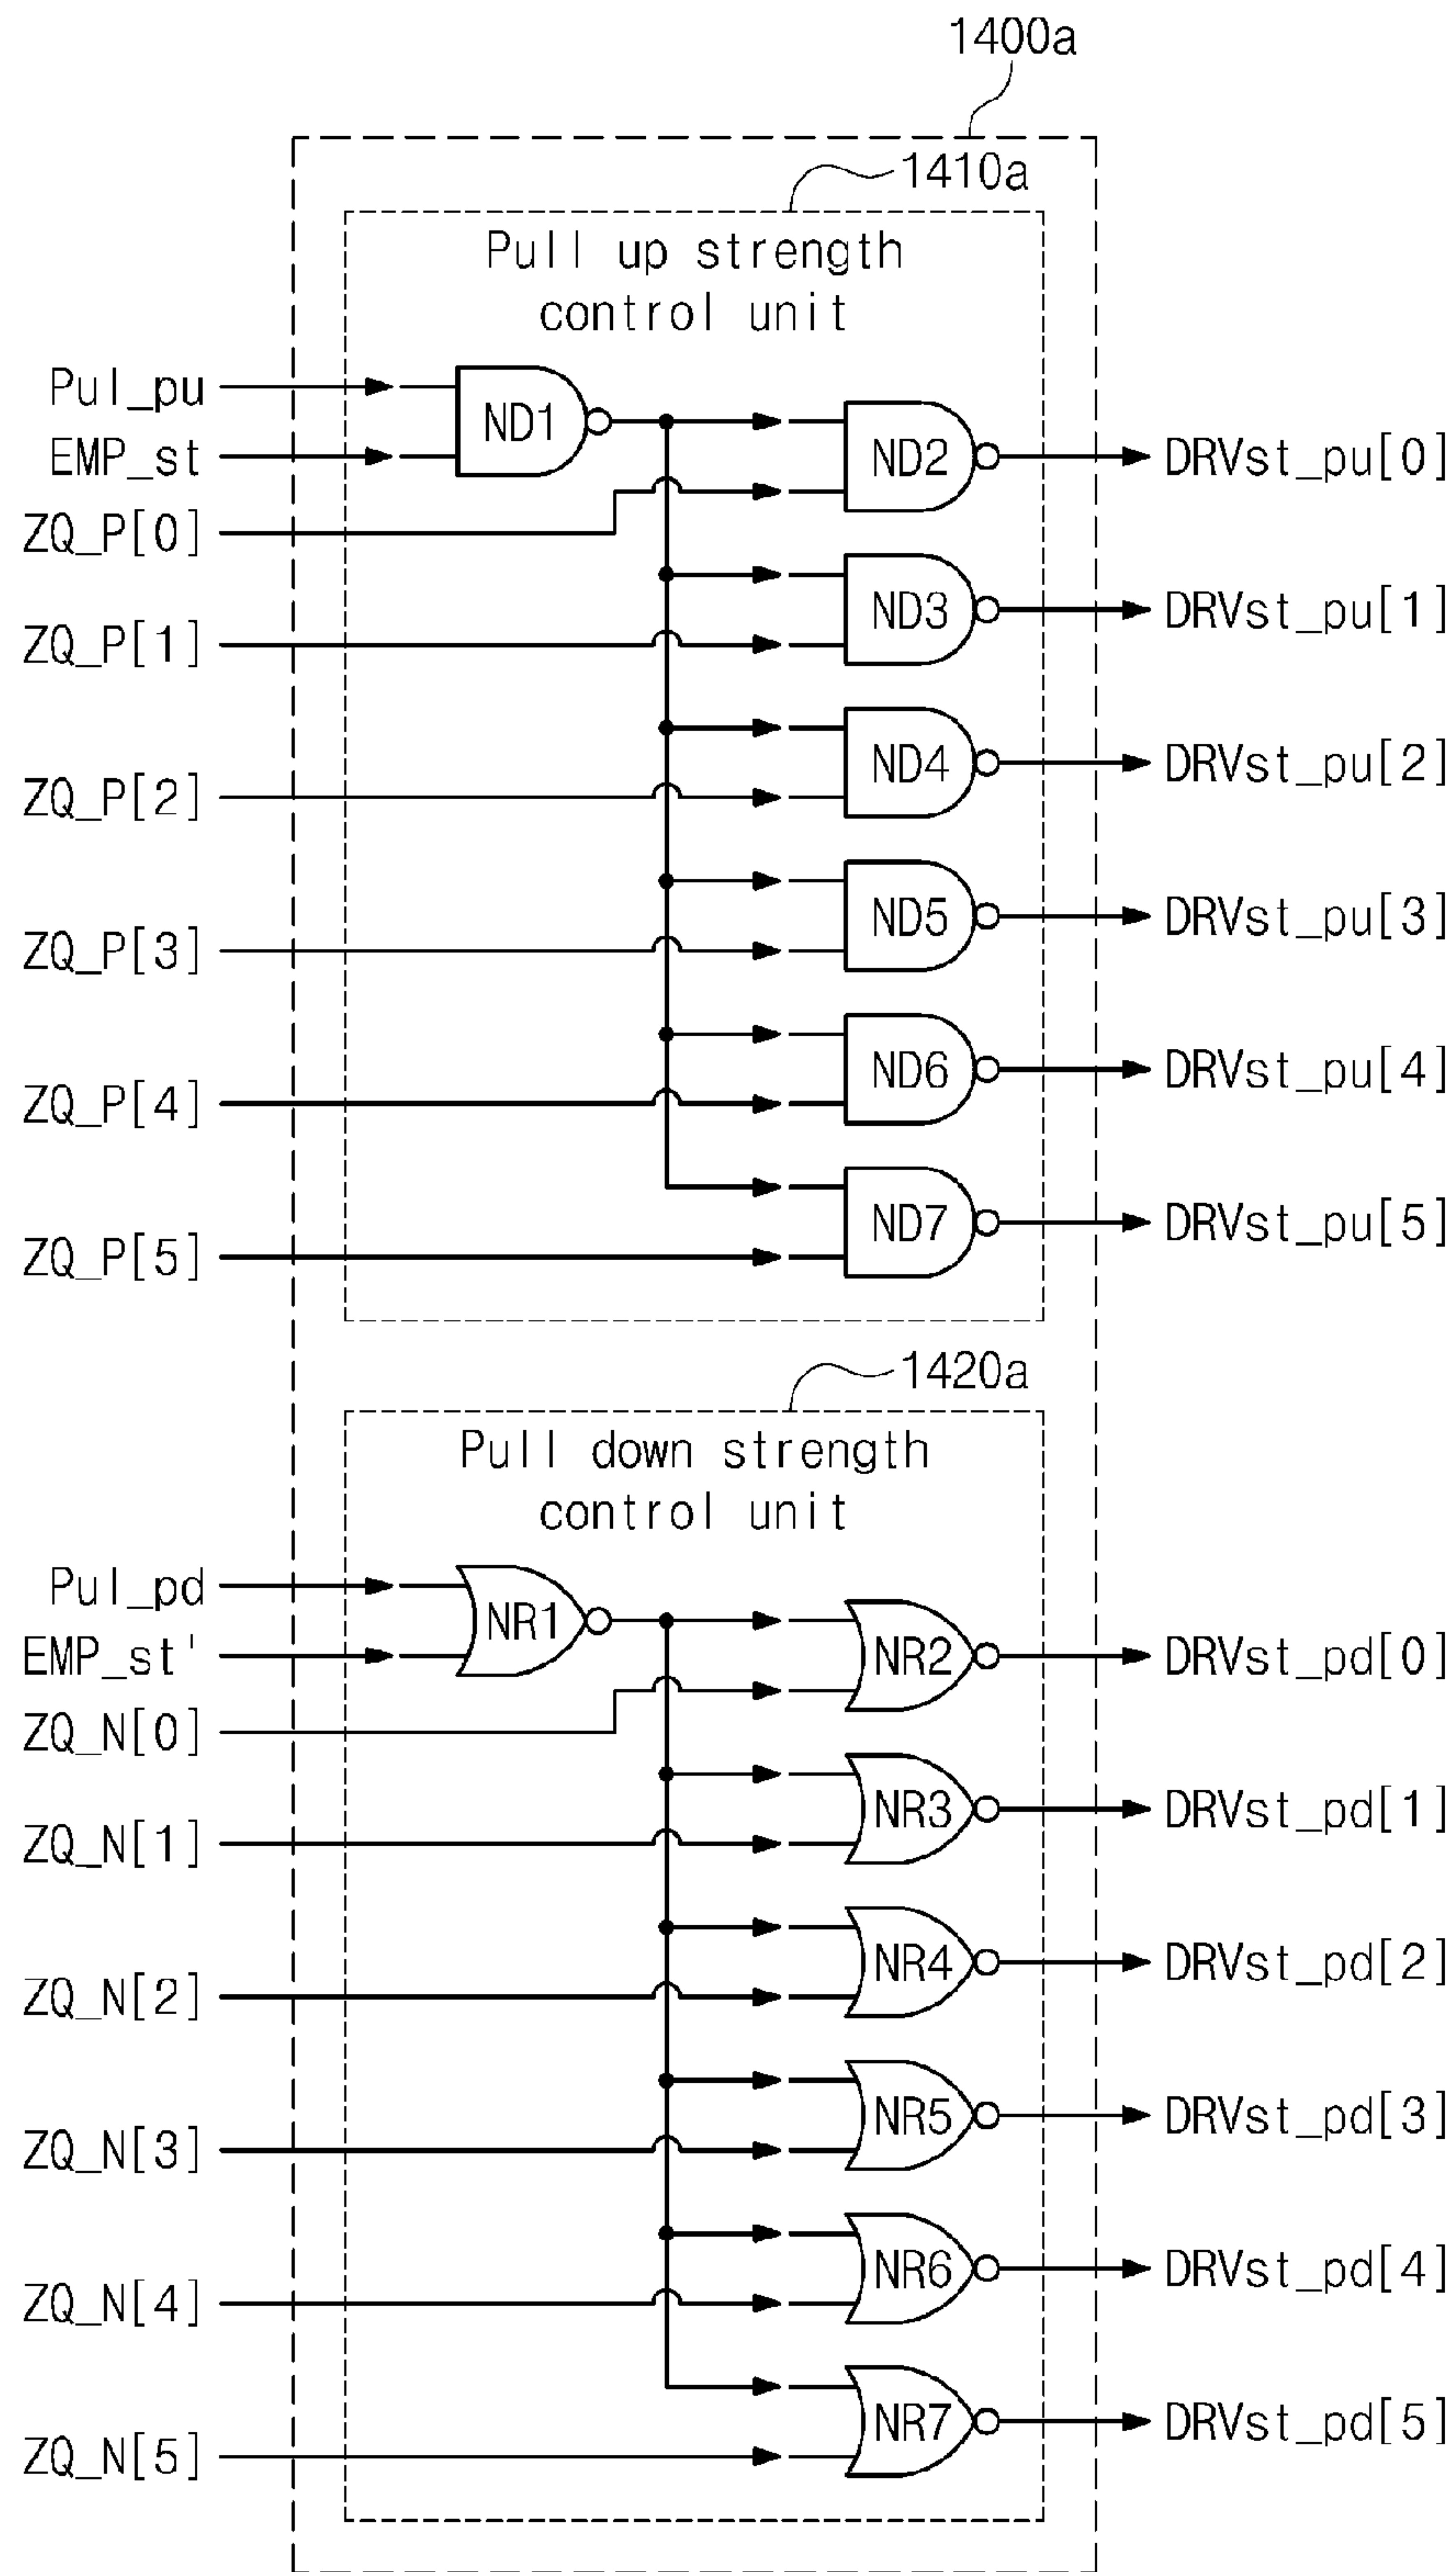 1400a
1410a
Pull up strength
control unit
Pul_pu
EMP_st
ND1
ZQ_P[0]
ND2
DRVst_pu[0]
ZQ_P[1]
ND3
DRVst_pu[1]
ZQ_P[2]
ND4
DRVst_pu[2]
ZQ_P[3]
ND5
DRVst_pu[3]
ZQ_P[4]
ND6
DRVst_pu[4]
ZQ_P[5]
ND7
DRVst_pu[5]
1420a
Pull down strength
control unit
Pul_pd
EMP_st'
NR1
ZQ_N[0]
NR2
DRVst_pd[0]
ZQ_N[1]
NR3
DRVst_pd[1]
ZQ_N[2]
NR4
DRVst_pd[2]
ZQ_N[3]
NR5
DRVst_pd[3]
ZQ_N[4]
NR6
DRVst_pd[4]
ZQ_N[5]
NR7
DRVst_pd[5]